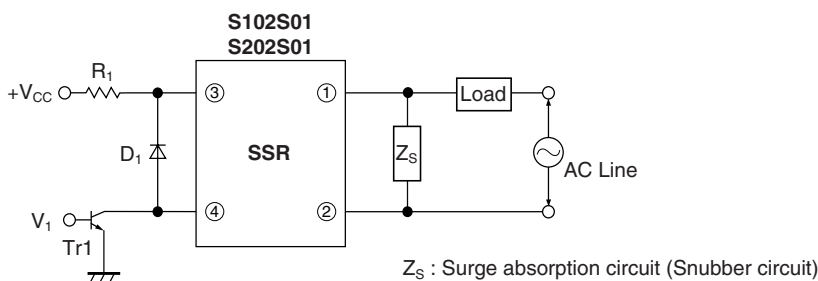 S102S01
S202S01
R1
+VCC
③
①
Load
D1
SSR
ZS
AC Line
V1
④
②
Tr1
ZS : Surge absorption circuit (Snubber circuit)